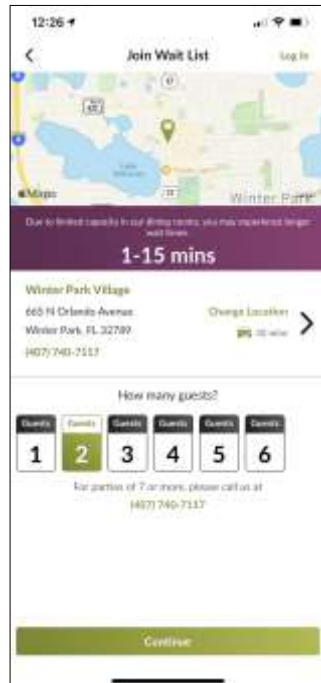 12:26
Join Wait List
Log In
Maps
Winter Park
Due to limited capacity in our dining rooms, you may experience longer
wait times.
1-15 mins
Winter Park Village
665 N Orlando Avenue
Change Location
Winter Park, FL 32789
mins
(407) 740-7117
How many guests?
Guests Guests Guests Guests Guests Guests
1 2 3 4 5 6
For parties of 7 or more, please call us at
(407) 740-7117
Continue